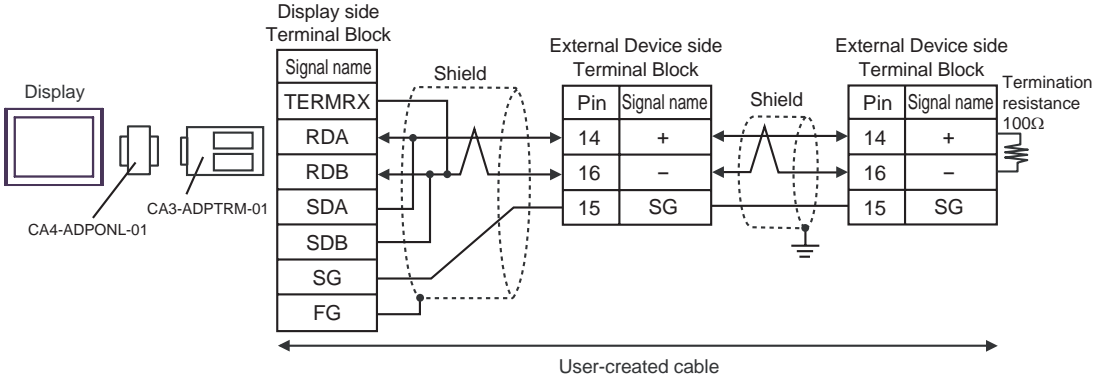 Display side
Terminal Block
External Device side
Terminal Block
External Device side
Terminal Block
Display
CA4-ADPONL-01
CA3-ADPTRM-01
Signal name
TERMRX
RDA
RDB
SDA
SDB
SG
FG
Shield
Pin Signal name
14 +
16 −
15 SG
Shield
Pin Signal name
14 +
16 −
15 SG
Termination
resistance
100Ω
User-created cable